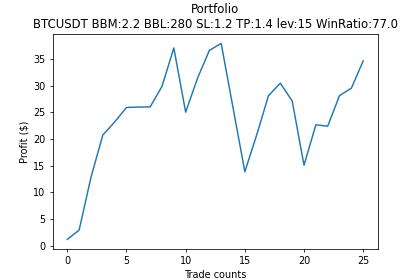 Portfolio
BTCUSDT BBM:2.2 BBL:280 SL:1.2 TP:1.4 lev:15 WinRatio:77.0
Profit ($)
35
30
25
20
15
10
5
0
0 5 10 15 20 25
Trade counts